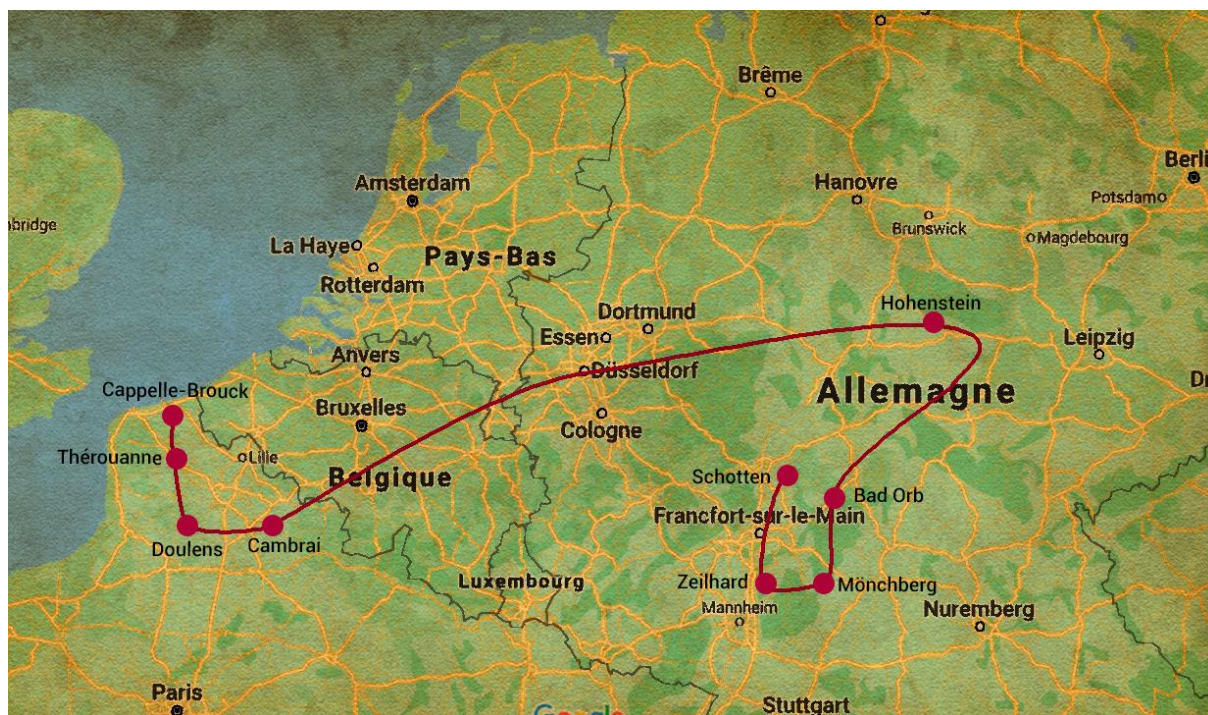 Brême
Berli
Hanovre
Amsterdam
Potsdam
bridge
Brunswick
Magdebourg
La Haye
Pays-Bas
Rotterdam
Hohenstein
Dortmund
Essen
Leipzig
Anvers
Düsseldorf
Dr
Cappelle-Brouck
Allemagne
Bruxelles
Cologne
Thérouanne
Lille
Belgique
Schotten
Bad Orb
Francfort-sur-le-Main
Doulens
Cambrai
Luxembourg
Zeilhard
Mönchberg
Mannheim
Nuremberg
Paris
Stuttgart
Google